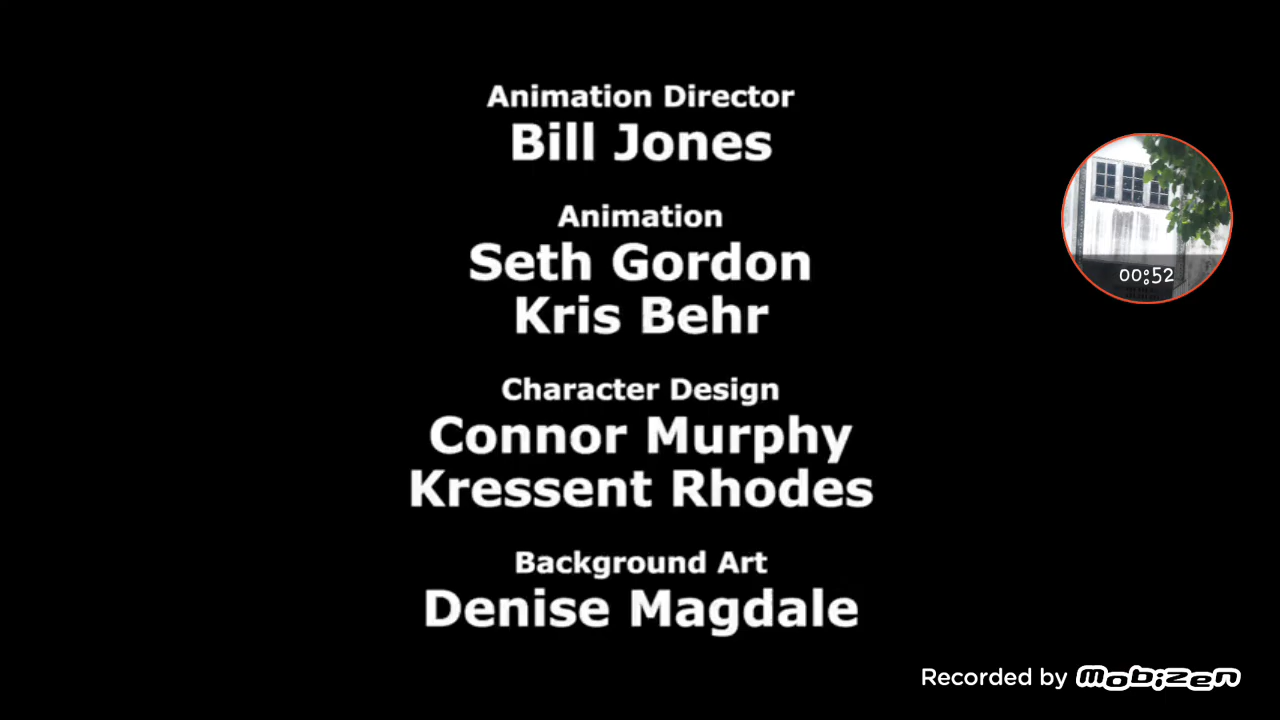 Animation Director
Bill Jones
Animation
Seth Gordon
Kris Behr
Character Design
Connor Murphy
Kressent Rhodes
Background Art
Denise Magdale
00:52
Recorded by mobizen